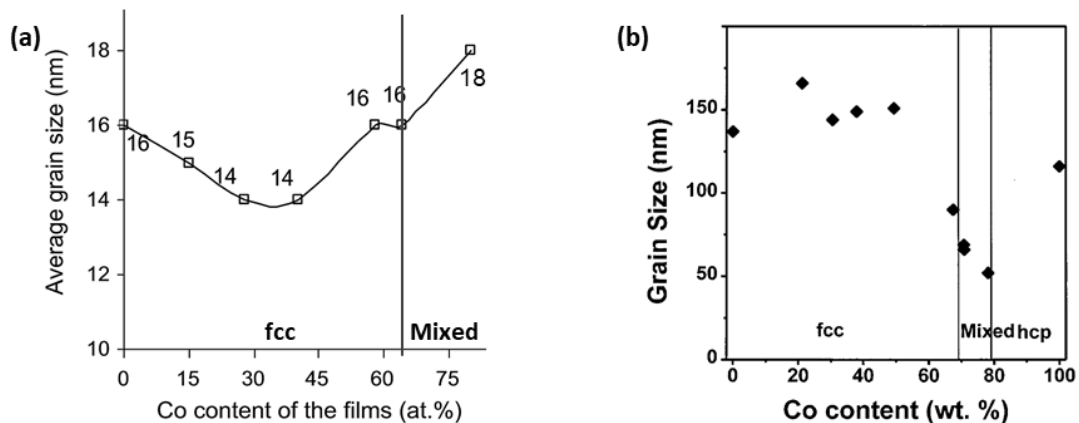 (a)
Average grain size (nm)
18
16
14
12
10
16
15
14
14
16
16
18
fcc
Mixed
0
15
30
45
60
75
Co content of the films (at.%)
(b)
Grain Size (nm)
150
100
50
0
fcc
Mixed
hcp
0
20
40
60
80
100
Co content (wt. %)